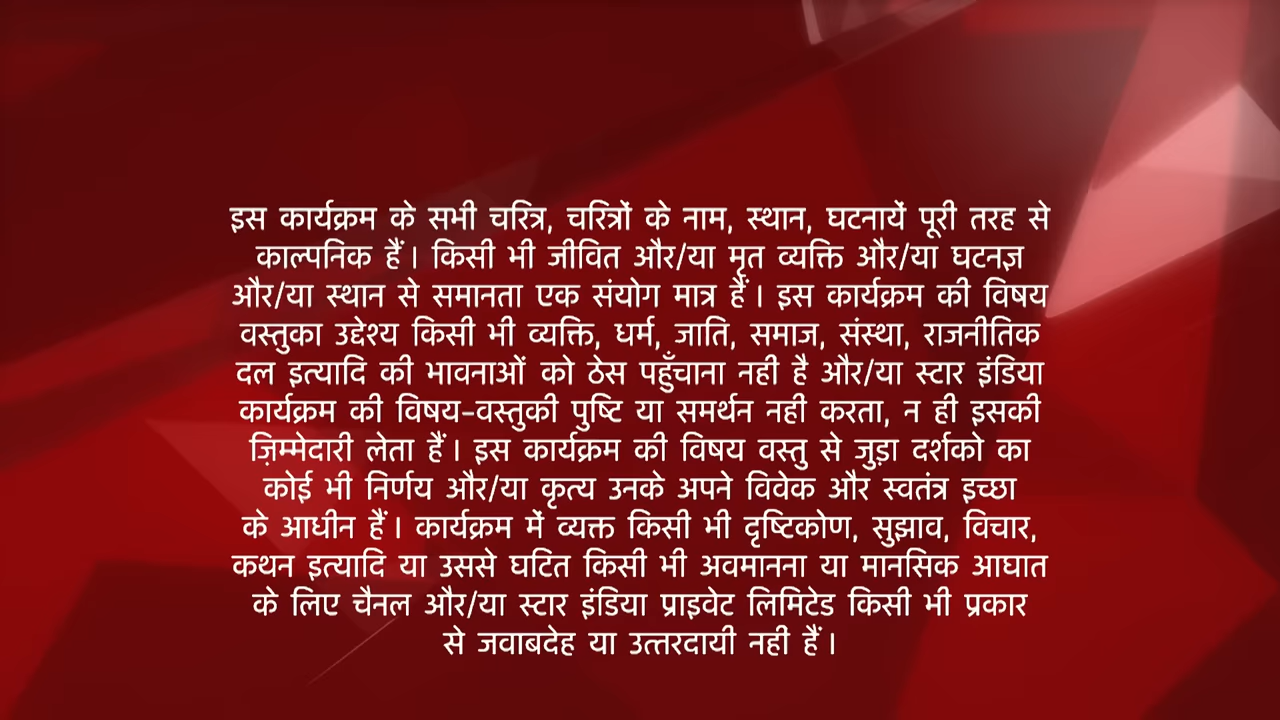 इस कार्यक्रम के सभी चरित्र, चरित्रों के नाम, स्थान, घटनायें पूरी तरह से
काल्पनिक हैं। किसी भी जीवित और/या मृत व्यक्ति और/या घटनज्ञ
और/या स्थान से समानता एक संयोग मात्र हैं। इस कार्यक्रम की विषय
वस्तुका उद्देश्य किसी भी व्यक्ति, धर्म, जाति, समाज, संस्था, राजनीतिक
दल इत्यादि की भावनाओं को ठेस पहुँचाना नही है और/या स्टार इंडिया
कार्यक्रम की विषय-वस्तुकी पुष्टि या समर्थन नही करता, न ही इसकी
ज़िम्मेदारी लेता हैं। इस कार्यक्रम की विषय वस्तु से जुड़ा दर्शको का
कोई भी निर्णय और/या कृत्य उनके अपने विवेक और स्वतंत्र इच्छा
के आधीन हैं। कार्यक्रम में व्यक्त किसी भी दृष्टिकोण, सुझाव, विचार,
कथन इत्यादि या उससे घटित किसी भी अवमानना या मानसिक आघात
के लिए चैनल और/या स्टार इंडिया प्राइवेट लिमिटेड किसी भी प्रकार
से जवाबदेह या उत्तरदायी नही हैं।